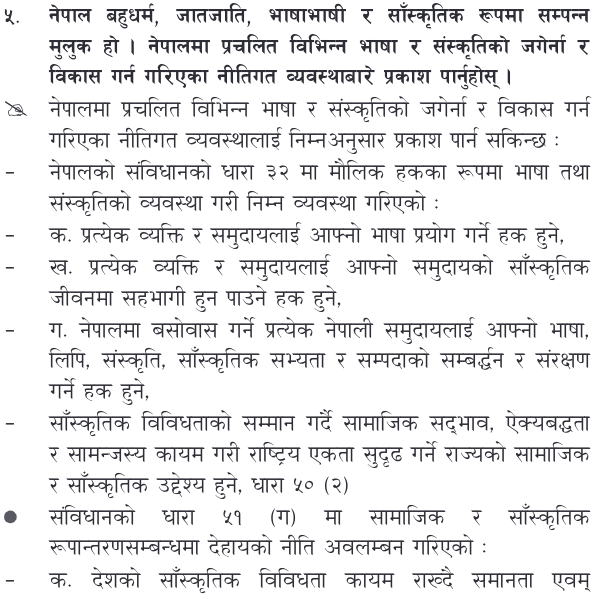 ५. नेपाल बहुधर्म, जातजाति, भाषाभाषी र साँस्कृतिक रूपमा सम्पन्न
मुलुक हो । नेपालमा प्रचलित विभिन्न भाषा र संस्कृतिको जगेर्ना र
विकास गर्न गरिएका नीतिगत व्यवस्थाबारे प्रकाश पार्नुहोस् ।
नेपालमा प्रचलित विभिन्न भाषा र संस्कृतिको जगेर्ना र विकास गर्न
गरिएका नीतिगत व्यवस्थालाई निम्नअनुसार प्रकाश पार्न सकिन्छ :
- नेपालको संविधानको धारा ३२ मा मौलिक हकका रूपमा भाषा तथा
संस्कृतिको व्यवस्था गरी निम्न व्यवस्था गरिएको :
- क. प्रत्येक व्यक्ति र समुदायलाई आफ्नो भाषा प्रयोग गर्ने हक हुने,
- ख. प्रत्येक व्यक्ति र समुदायलाई आफ्नो समुदायको साँस्कृतिक
जीवनमा सहभागी हुन पाउने हक हुने,
- ग. नेपालमा बसोवास गर्ने प्रत्येक नेपाली समुदायलाई आफ्नो भाषा,
लिपि, संस्कृति, साँस्कृतिक सभ्यता र सम्पदाको सम्बर्द्धन र संरक्षण
गर्ने हक हुने,
- साँस्कृतिक विविधताको सम्मान गर्दै सामाजिक सद्‌भाव, ऐक्यबद्धता
र सामन्जस्य कायम गरी राष्ट्रिय एकता सुदृढ गर्ने राज्यको सामाजिक
र साँस्कृतिक उद्देश्य हुने, धारा ५० (२)
● संविधानको धारा ५१ (ग) मा सामाजिक र साँस्कृतिक
रूपान्तरणसम्बन्धमा देहायको नीति अवलम्बन गरिएको :
- क. देशको साँस्कृतिक विविधता कायम राख्दै समानता एवम्